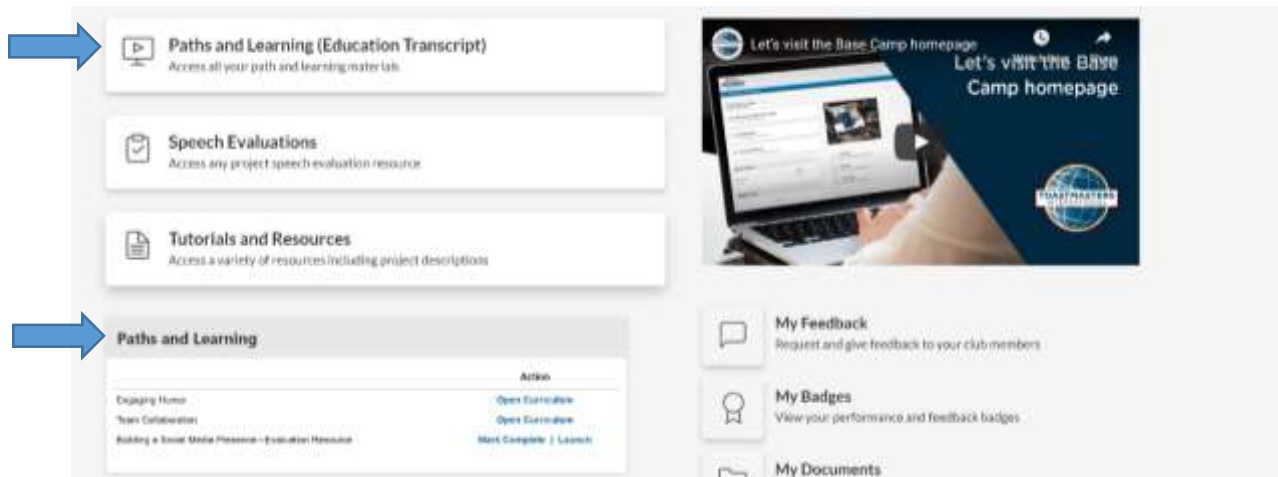 Paths and Learning (Education Transcript)
Access all your path and learning materials
Speech Evaluations
Access any project speech evaluation resource
Tutorials and Resources
Access a variety of resources including project descriptions
Paths and Learning
Action
Engaging Humor
Open Curriculum
Team Collaboration
Open Curriculum
Building a Social Media Presence—Evaluation Resource
Mark Complete | Launch
Let's visit the Base Camp homepage
Let's visit the Base
Camp homepage
TOASTMASTERS
My Feedback
Request and give feedback to your club members
My Badges
View your performance and feedback badges
My Documents